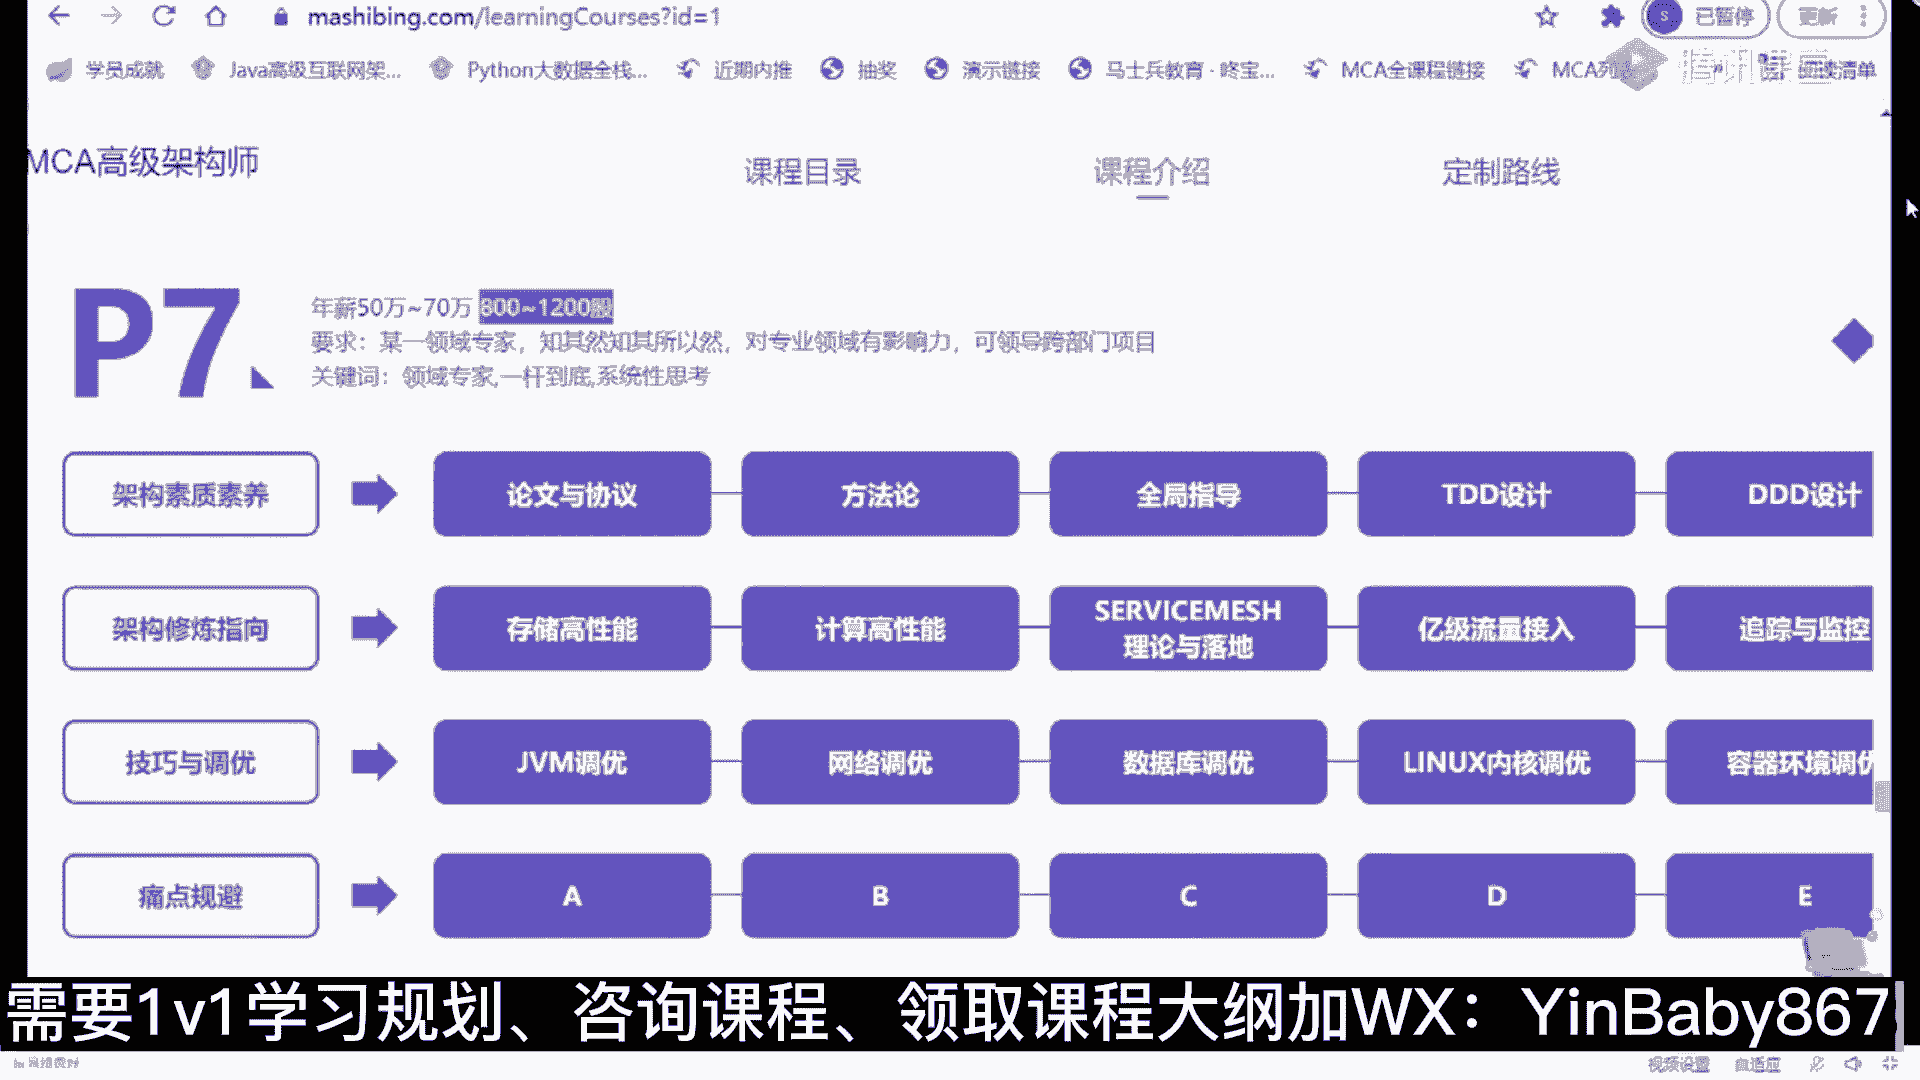 mashibing.com/learningCourses?id=1
S 已暂停 更新
学员成就 Java高级互联网架... Python大数据全栈... 近期内推 抽奖 演示链接 马士兵教育 · 咚宝... MCA全课程链接 MCA列 阅读清单
腾讯课堂
MCA高级架构师 课程目录 课程介绍 定制路线
P7
年薪50万~70万 800~1200股
要求：某一领域专家，知其然知其所以然，对专业领域有影响力，可领导跨部门项目
关键词：领域专家,一杆到底,系统性思考
架构素质素养 论文与协议 方法论 全局指导 TDD设计 DDD设计
架构修炼指向 存储高性能 计算高性能 SERVICEMESH 亿级流量接入 追踪与监控
理论与落地
技巧与调优 JVM调优 网络调优 数据库调优 LINUX内核调优 容器环境调优
痛点规避 A B C D E
需要1v1学习规划、咨询课程、领取课程大纲加WX：YinBaby867
视频设置 自适应